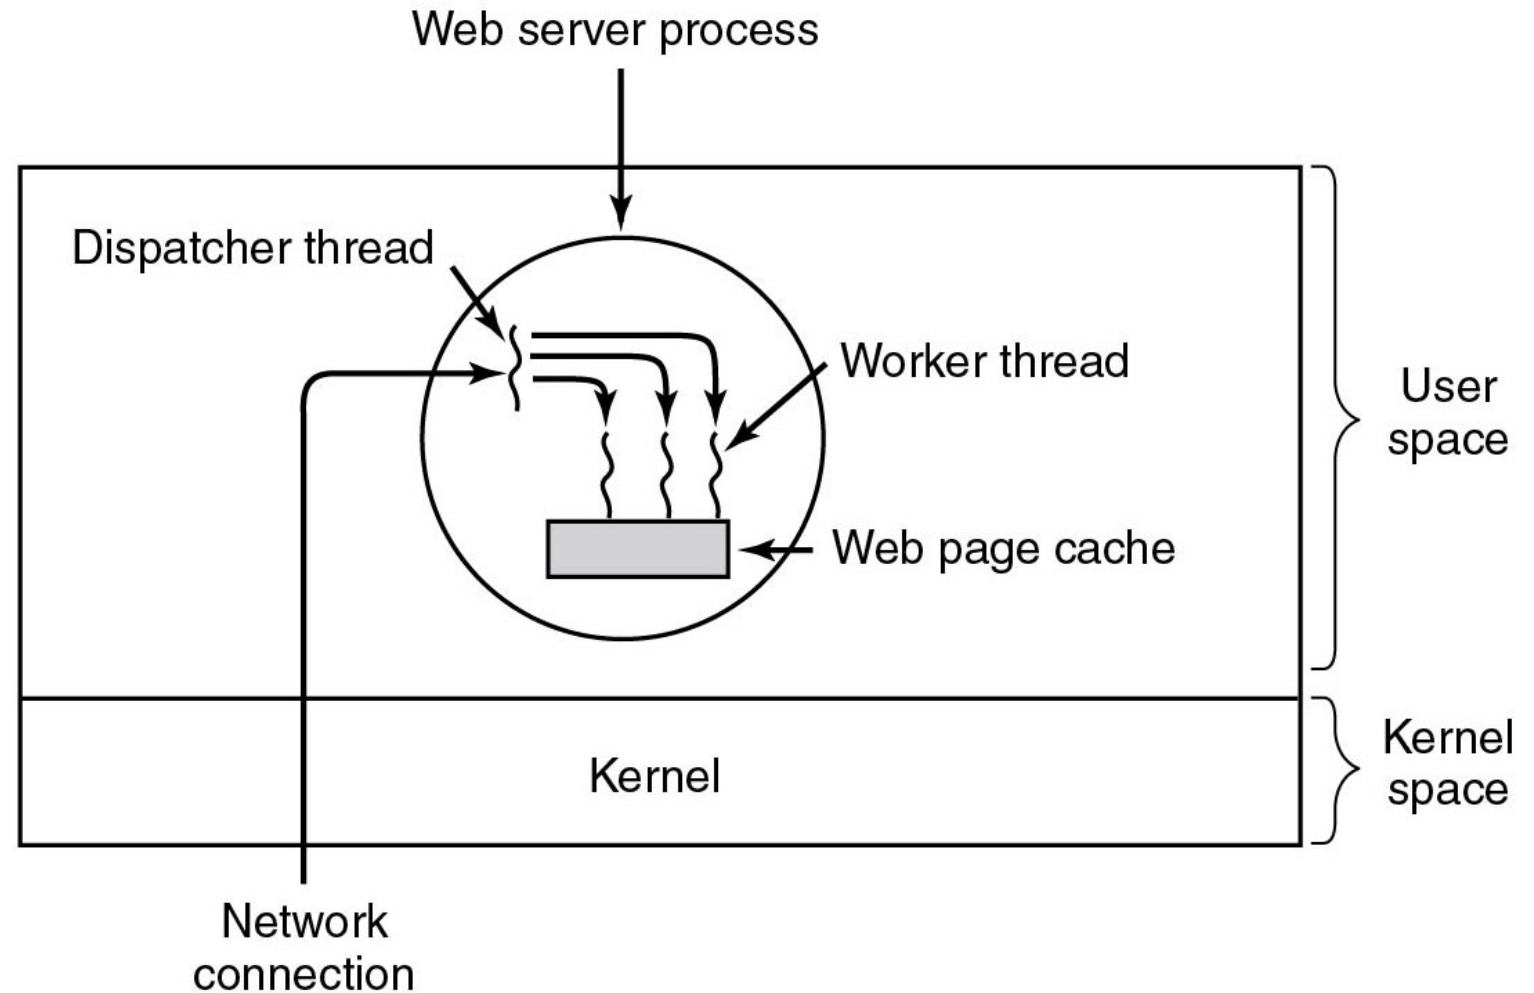 Web server process
Dispatcher thread
Worker thread
User
space
Web page cache
Kernel
Kernel
space
Network
connection